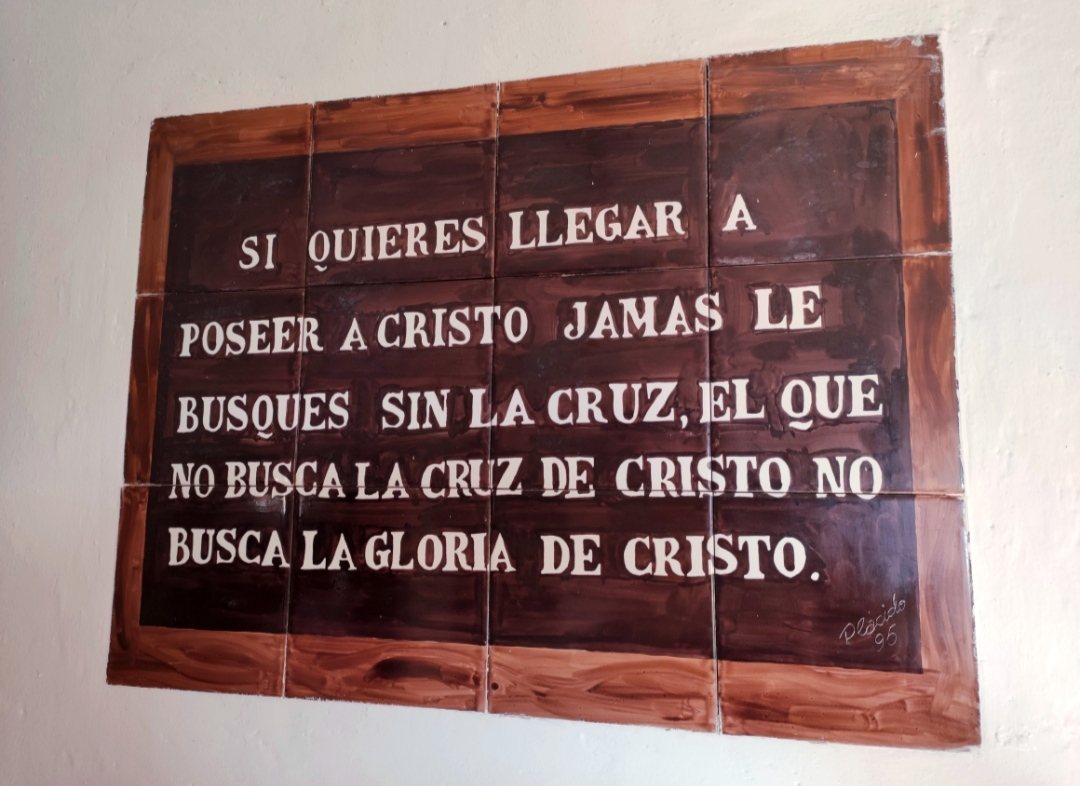 SI QUIERES LLEGAR A
POSEER A CRISTO JAMAS LE
BUSQUES SIN LA CRUZ, EL QUE
NO BUSCA LA CRUZ DE CRISTO NO
BUSCA LA GLORIA DE CRISTO.
Plácido
95